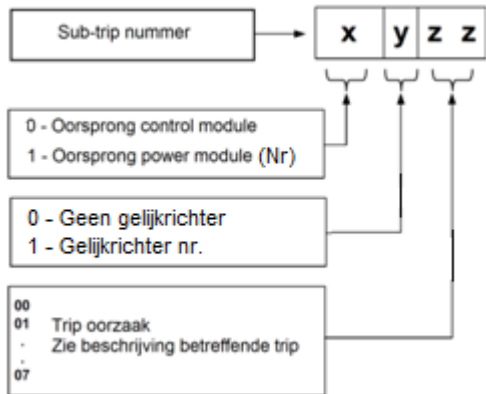 Sub-trip nummer
x y z z
0 - Oorsprong control module
1 - Oorsprong power module (Nr)
0 - Geen gelijkrichter
1 - Gelijkrichter nr.
00
01 Trip oorzaak
. Zie beschrijving betreffende trip
.
07